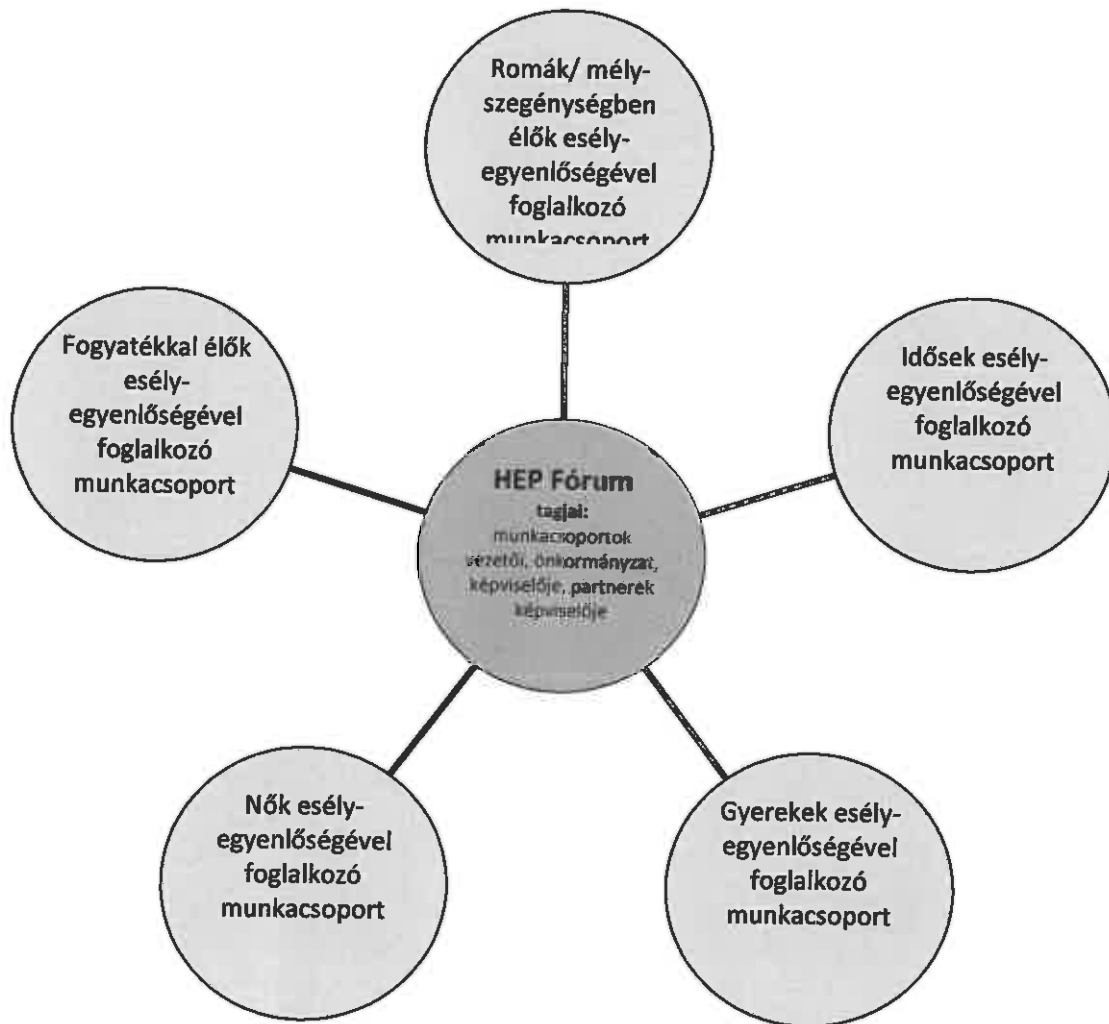 Romák/ mély-
szegénységben
élők esély-
egyenlőségével
foglalkozó
munkacsoport
Fogyatékkal élők
esély-
egyenlőségével
foglalkozó
munkacsoport
Idősek esély-
egyenlőségével
foglalkozó
munkacsoport
HEP Fórum
tagjai:
munkacsoportok
vezetői, önkormányzat,
képviselője, partnerek
képviselője
Nők esély-
egyenlőségével
foglalkozó
munkacsoport
Gyerekek esély-
egyenlőségével
foglalkozó
munkacsoport